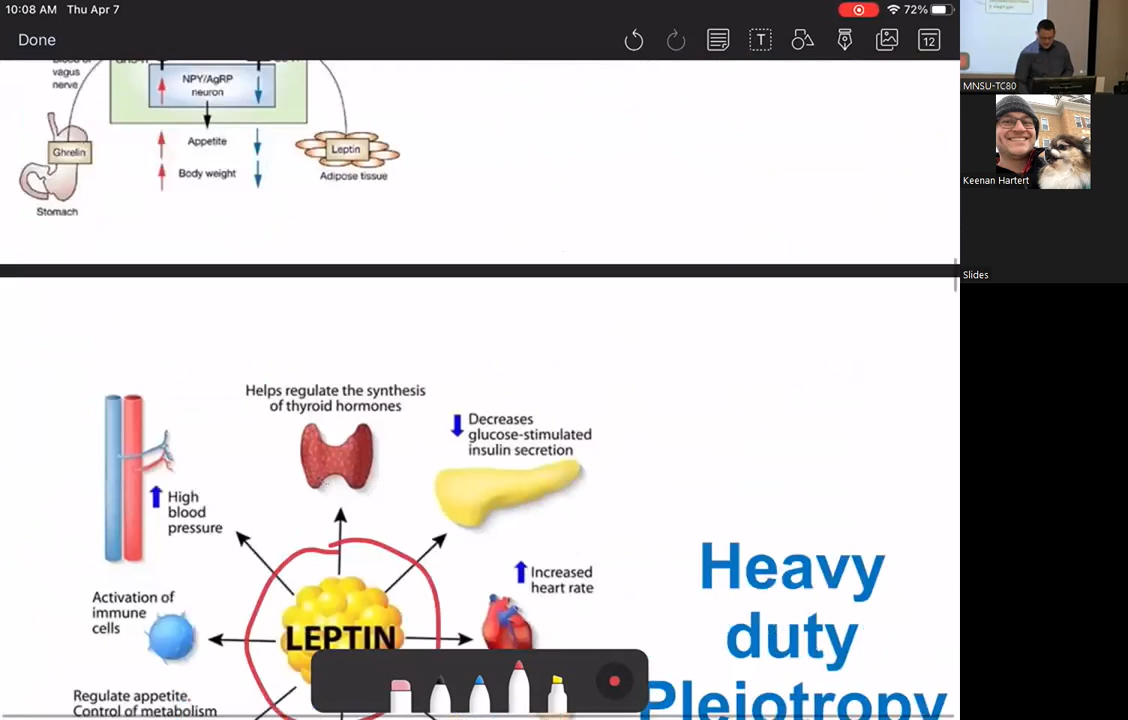 10:08 AM Thu Apr 7
72%
Done
T
12
vagus
nerve
NPY/AgRP
neuron
Ghrelin
Appetite
Leptin
Body weight
Adipose tissue
Stomach
Helps regulate the synthesis
of thyroid hormones
Decreases
glucose-stimulated
insulin secretion
High
blood
pressure
Increased
heart rate
Activation of
immune
cells
LEPTIN
Regulate appetite.
Control of metabolism
Heavy
duty
Pleiotropy
MNSU-TC80
Keenan Hartert
Slides